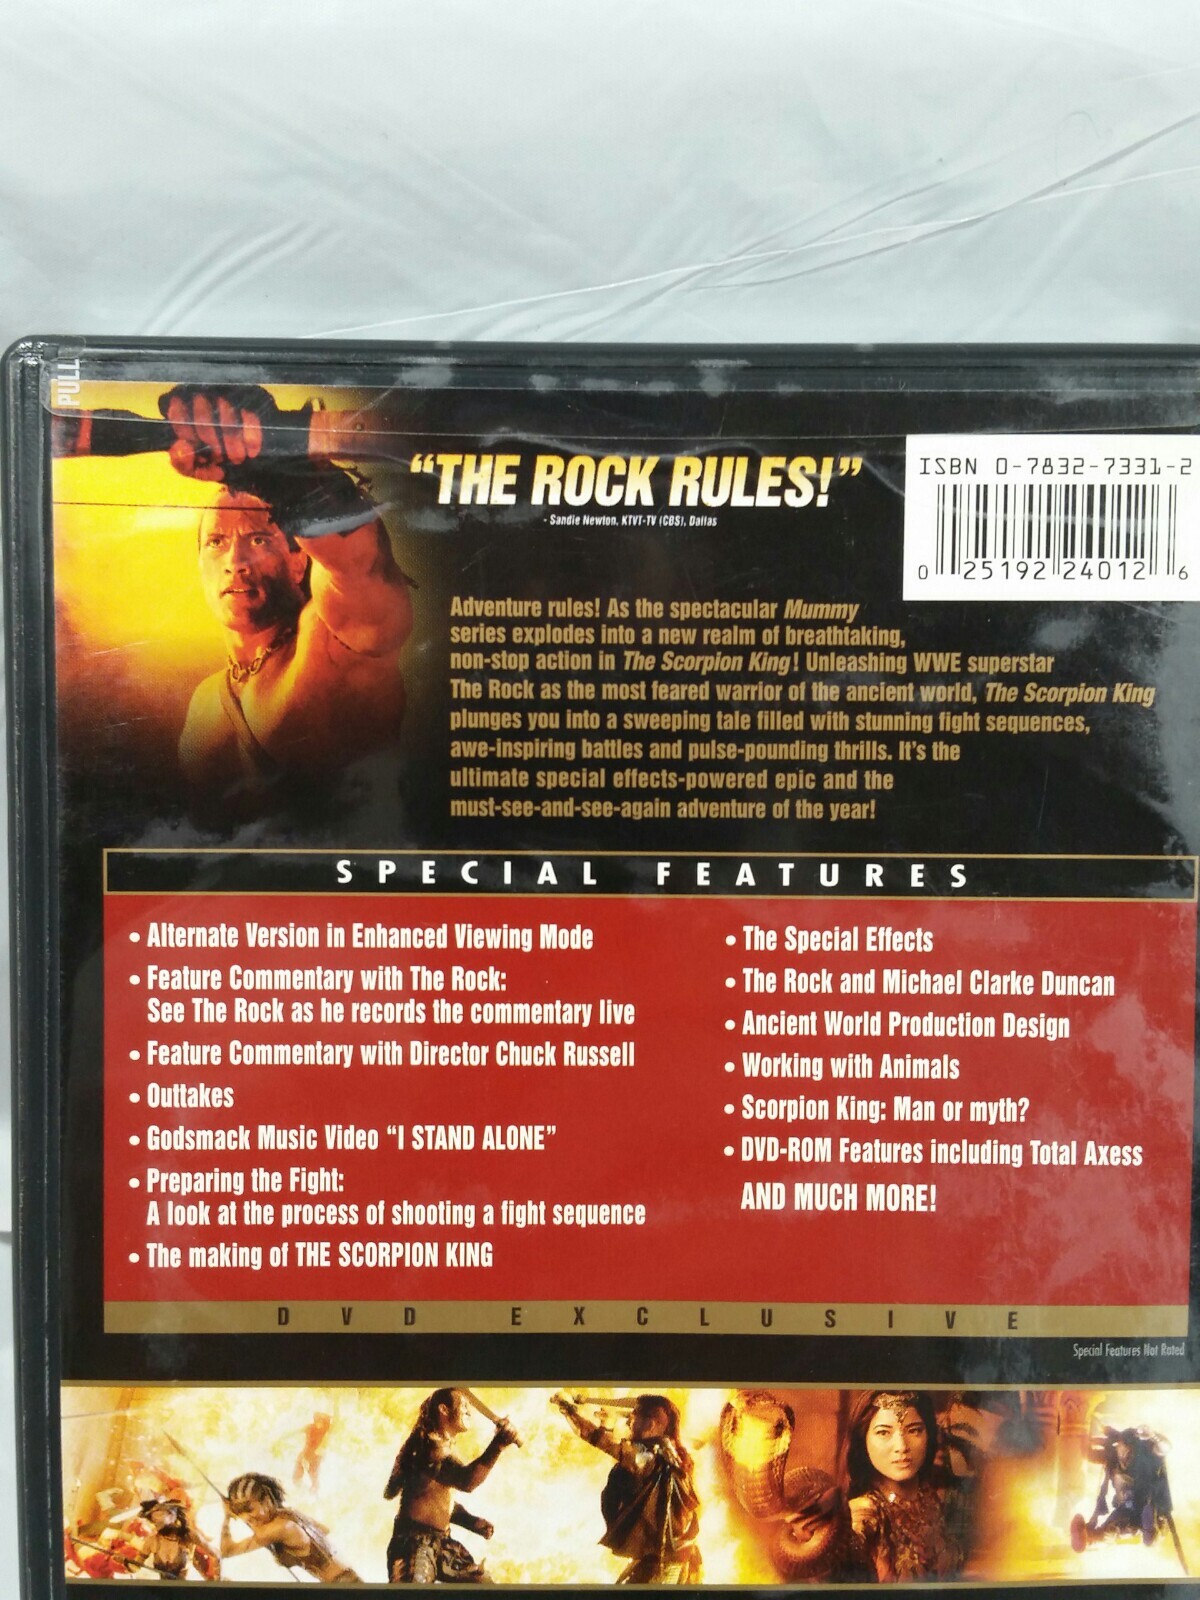 PULL
"THE ROCK RULES!"
- Sandie Newton, KTVT-TV (CBS), Dallas
ISBN 0-7832-7331-2
0 25192 24012 6
Adventure rules! As the spectacular Mummy
series explodes into a new realm of breathtaking,
non-stop action in The Scorpion King! Unleashing WWE superstar
The Rock as the most feared warrior of the ancient world, The Scorpion King
plunges you into a sweeping tale filled with stunning fight sequences,
awe-inspiring battles and pulse-pounding thrills. It's the
ultimate special effects-powered epic and the
must-see-and-see-again adventure of the year!
SPECIAL FEATURES
• Alternate Version in Enhanced Viewing Mode
• Feature Commentary with The Rock:
See The Rock as he records the commentary live
• Feature Commentary with Director Chuck Russell
• Outtakes
• Godsmack Music Video "I STAND ALONE"
• Preparing the Fight:
A look at the process of shooting a fight sequence
• The making of THE SCORPION KING
• The Special Effects
• The Rock and Michael Clarke Duncan
• Ancient World Production Design
• Working with Animals
• Scorpion King: Man or myth?
• DVD-ROM Features including Total Axess
AND MUCH MORE!
DVD EXCLUSIVE
Special Features Not Rated